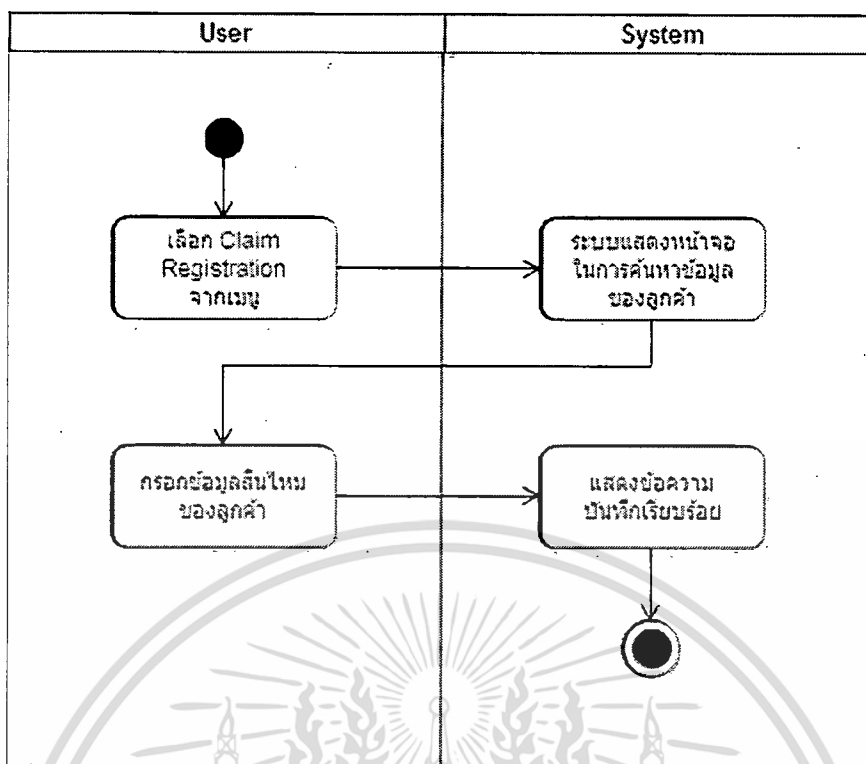 User
System
เลือก Claim
Registration
จากเมนู
ระบบแสดงหน้าจอ
ในการค้นหาข้อมูล
ของลูกค้า
กรอกข้อมูลสินไหม
ของลูกค้า
แสดงข้อความ
บันทึกเรียบร้อย